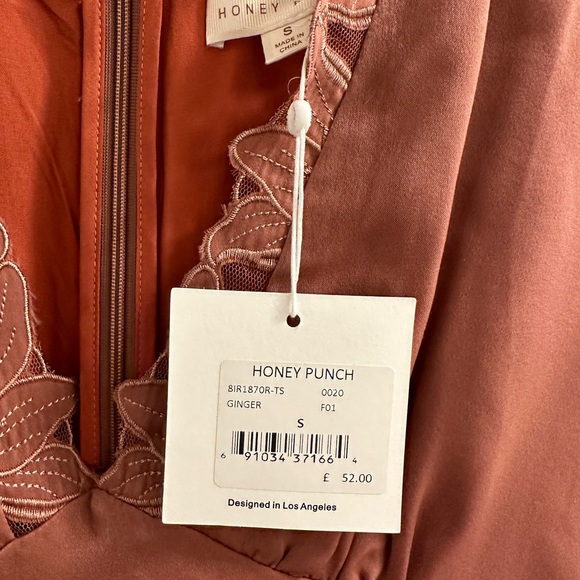 HONEY P
S
MADE IN
CHINA
HONEY PUNCH
8IR1870R-TS 0020
GINGER F01
S
6 91034 37166 4
£ 52.00
Designed in Los Angeles